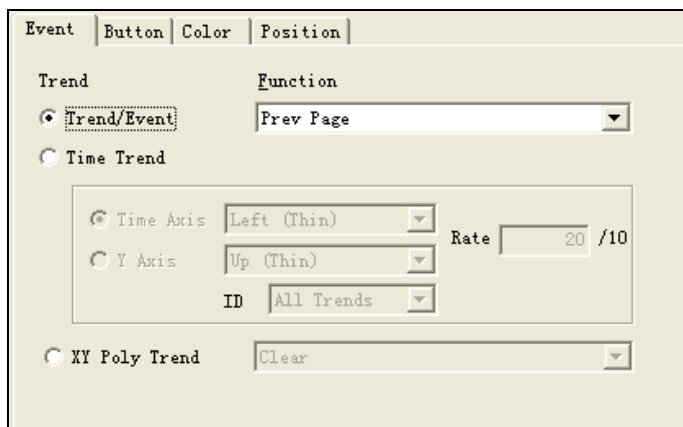 Event Button Color Position
Trend Function
Trend/Event Prev Page
Time Trend
Time Axis Left (Thin)
Rate 20 /10
Y Axis Up (Thin)
ID All Trends
XY Poly Trend Clear